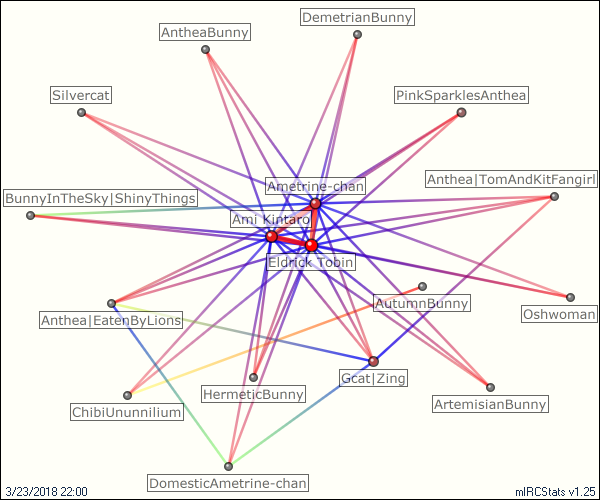 DemetrianBunny
AntheaBunny
Silvercat
PinkSparklesAnthea
Anthea|TomAndKitFangirl
Ametrine-chan
BunnyInTheSky|ShinyThings
Ami Kintaro
Eldrick Tobin
AutumnBunny
Oshwoman
Anthea|EatenByLions
Gcat|Zing
HermeticBunny
ArtemisianBunny
ChibiUnunnilium
DomesticAmetrine-chan
3/23/2018 22:00
mIRCStats v1.25